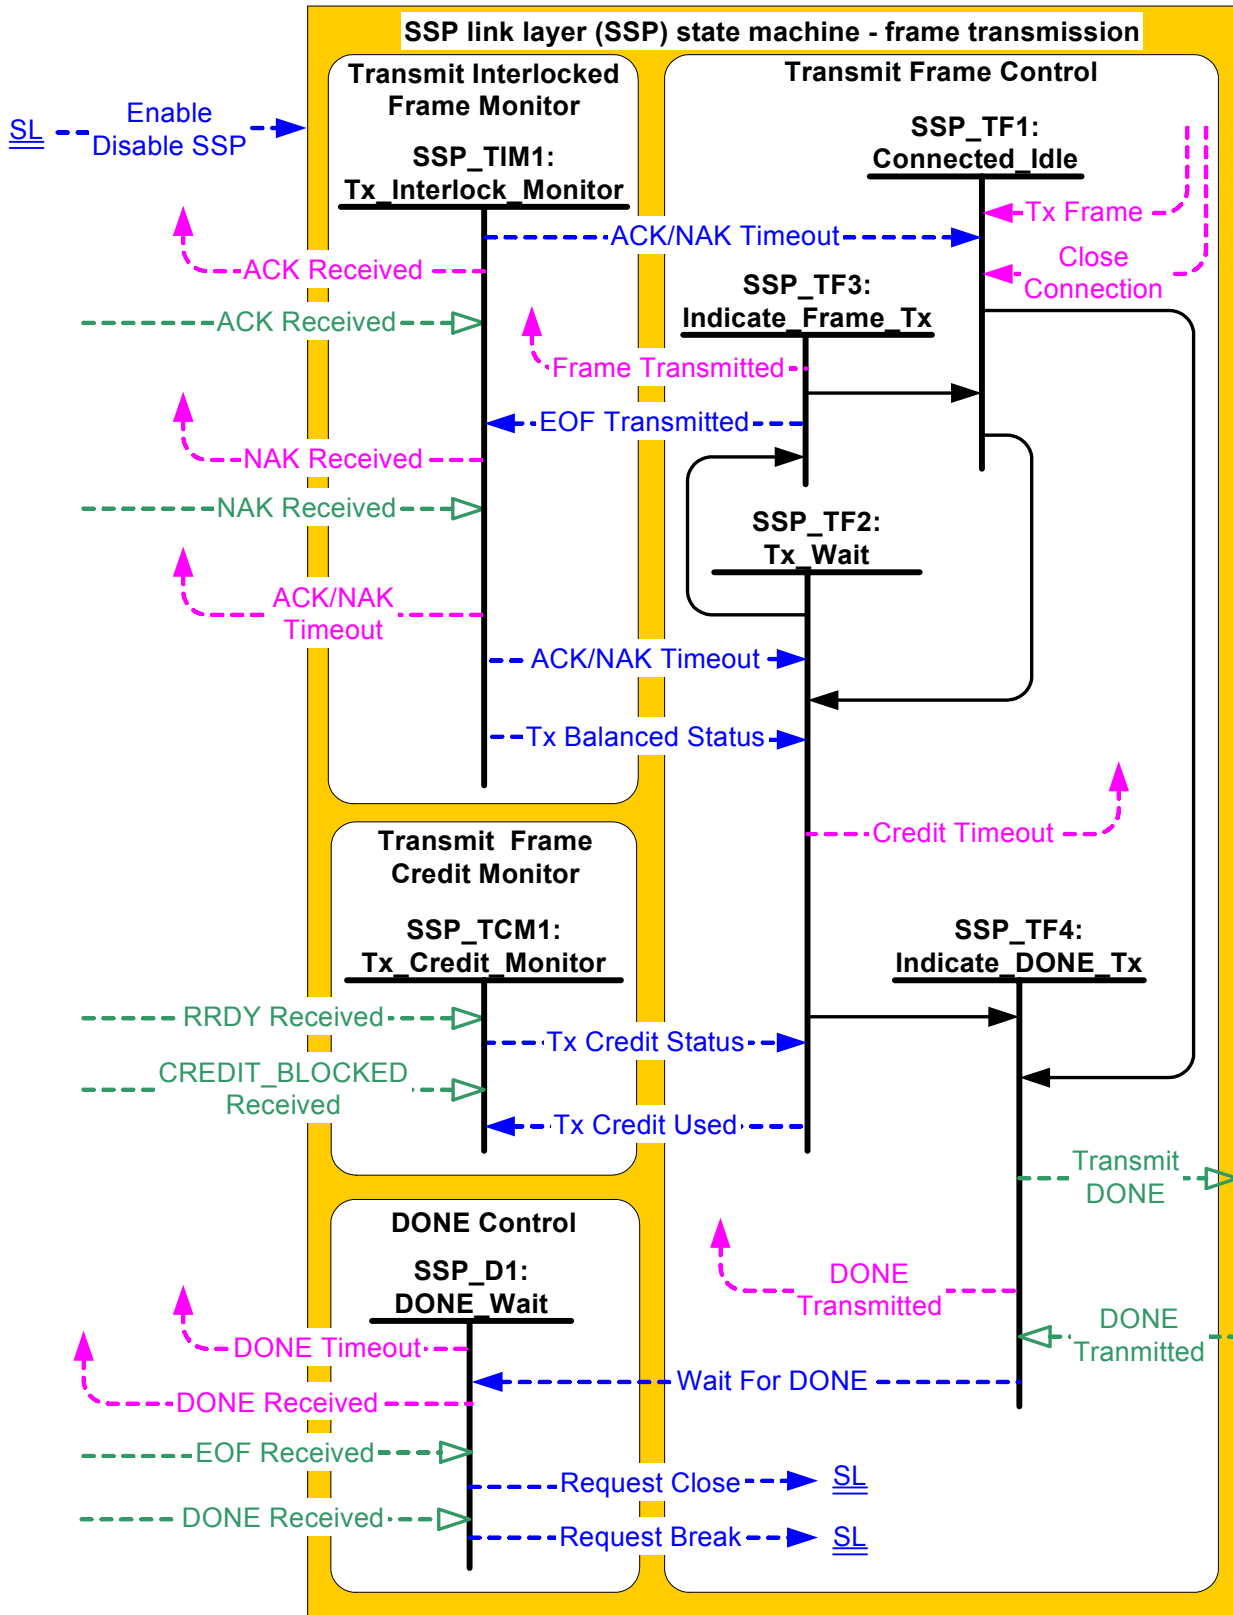 SSP link layer (SSP) state machine - frame transmission
Transmit Interlocked
Frame Monitor
Transmit Frame Control
SL
Enable
Disable SSP
SSP_TIM1:
Tx_Interlock_Monitor
SSP_TF1:
Connected_Idle
Tx Frame
ACK/NAK Timeout
ACK Received
Close
Connection
SSP_TF3:
Indicate_Frame_Tx
ACK Received
Frame Transmitted
EOF Transmitted
NAK Received
NAK Received
SSP_TF2:
Tx_Wait
ACK/NAK
Timeout
ACK/NAK Timeout
Tx Balanced Status
Credit Timeout
Transmit Frame
Credit Monitor
SSP_TCM1:
Tx_Credit_Monitor
SSP_TF4:
Indicate_DONE_Tx
RRDY Received
Tx Credit Status
CREDIT_BLOCKED
Received
Tx Credit Used
Transmit
DONE
DONE Control
SSP_D1:
DONE_Wait
DONE
Transmitted
DONE
Tranmitted
DONE Timeout
Wait For DONE
DONE Received
EOF Received
Request Close
SL
DONE Received
Request Break
SL